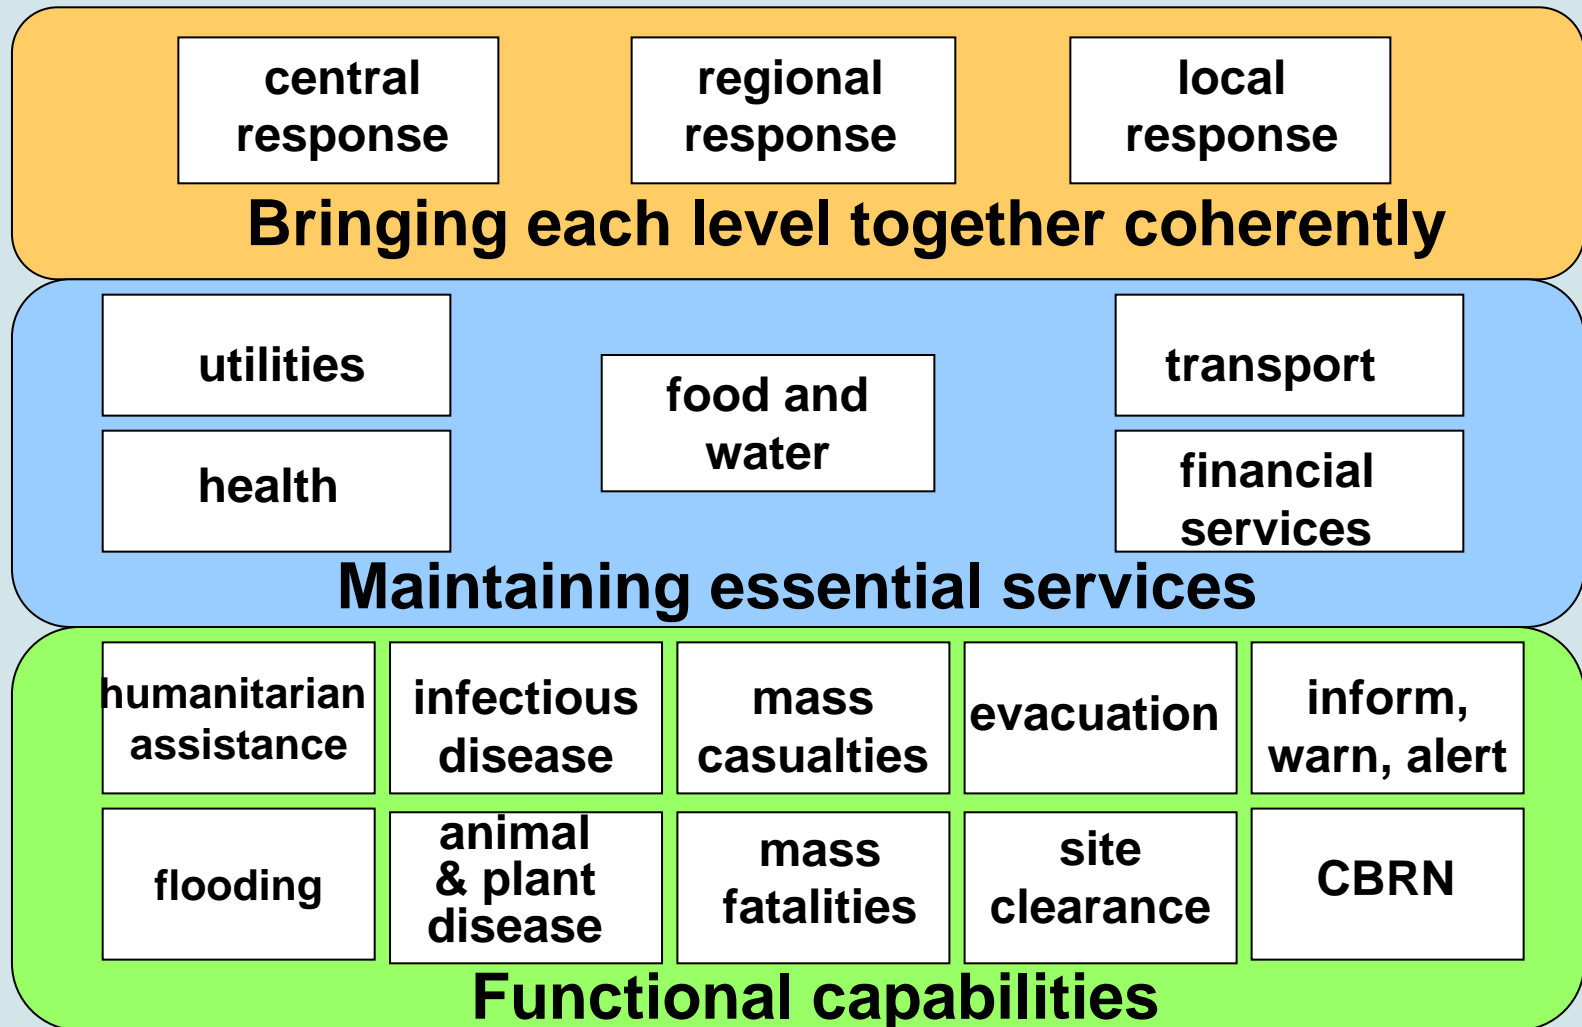 central
response
regional
response
local
response
Bringing each level together coherently
utilities
health
food and
water
transport
financial
services
Maintaining essential services
humanitarian
assistance
infectious
disease
mass
casualties
evacuation
inform,
warn, alert
flooding
animal
& plant
disease
mass
fatalities
site
clearance
CBRN
Functional capabilities